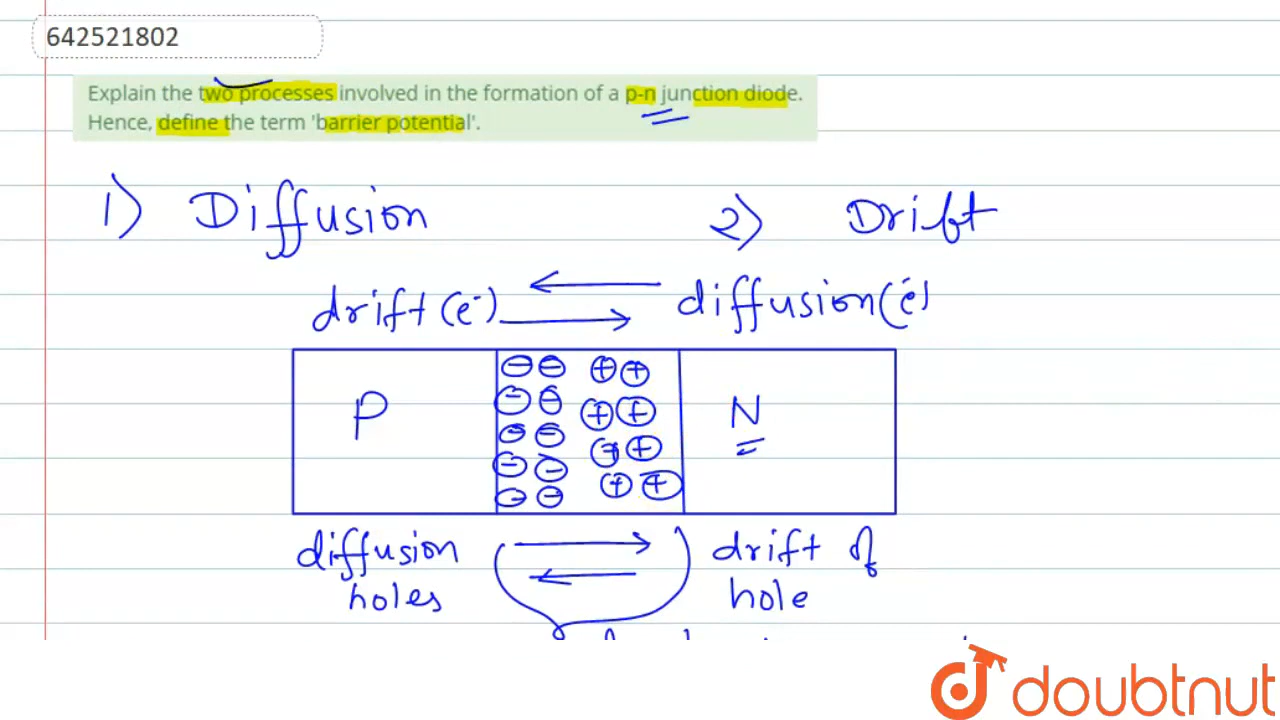 642521802
Explain the two processes involved in the formation of a p-n junction diode.
Hence, define the term 'barrier potential'.
1) Diffusion 2) Drift
drift (e⁻) diffusion (e⁻)
P N
diffusion drift of
holes hole
doubtnut